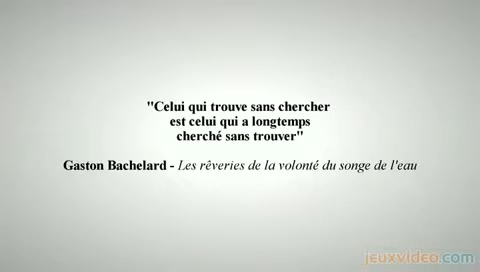 "Celui qui trouve sans chercher
est celui qui a longtemps
cherché sans trouver"
Gaston Bachelard - Les rêveries de la volonté du songe de l'eau
jeuxvideo.com